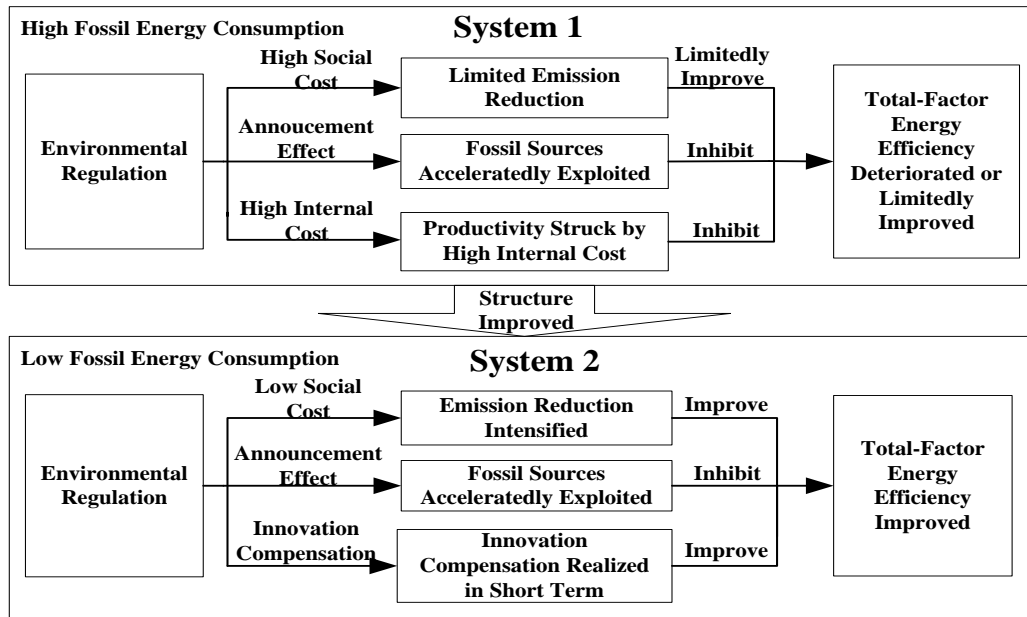 High Fossil Energy Consumption
System 1
Environmental
Regulation
High Social
Cost
Annoucement
Effect
High Internal
Cost
Limited Emission
Reduction
Fossil Sources
Acceleratedly Exploited
Productivity Struck by
High Internal Cost
Limitedly
Improve
Inhibit
Inhibit
Total-Factor
Energy
Efficiency
Deteriorated or
Limitedly
Improved
Structure
Improved
Low Fossil Energy Consumption
System 2
Environmental
Regulation
Low Social
Cost
Announcement
Effect
Innovation
Compensation
Emission Reduction
Intensified
Fossil Sources
Acceleratedly Exploited
Innovation
Compensation Realized
in Short Term
Improve
Inhibit
Improve
Total-Factor
Energy
Efficiency
Improved